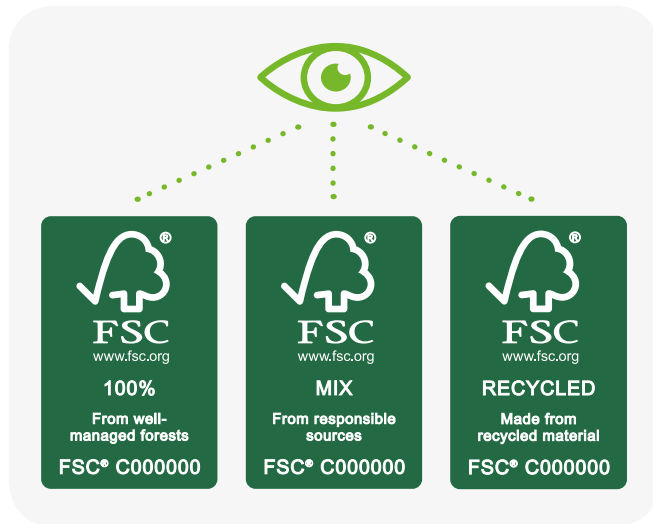 ®
FSC
www.fsc.org
100%
From well-
managed forests
FSC® C000000
®
FSC
www.fsc.org
MIX
From responsible
sources
FSC® C000000
®
FSC
www.fsc.org
RECYCLED
Made from
recycled material
FSC® C000000